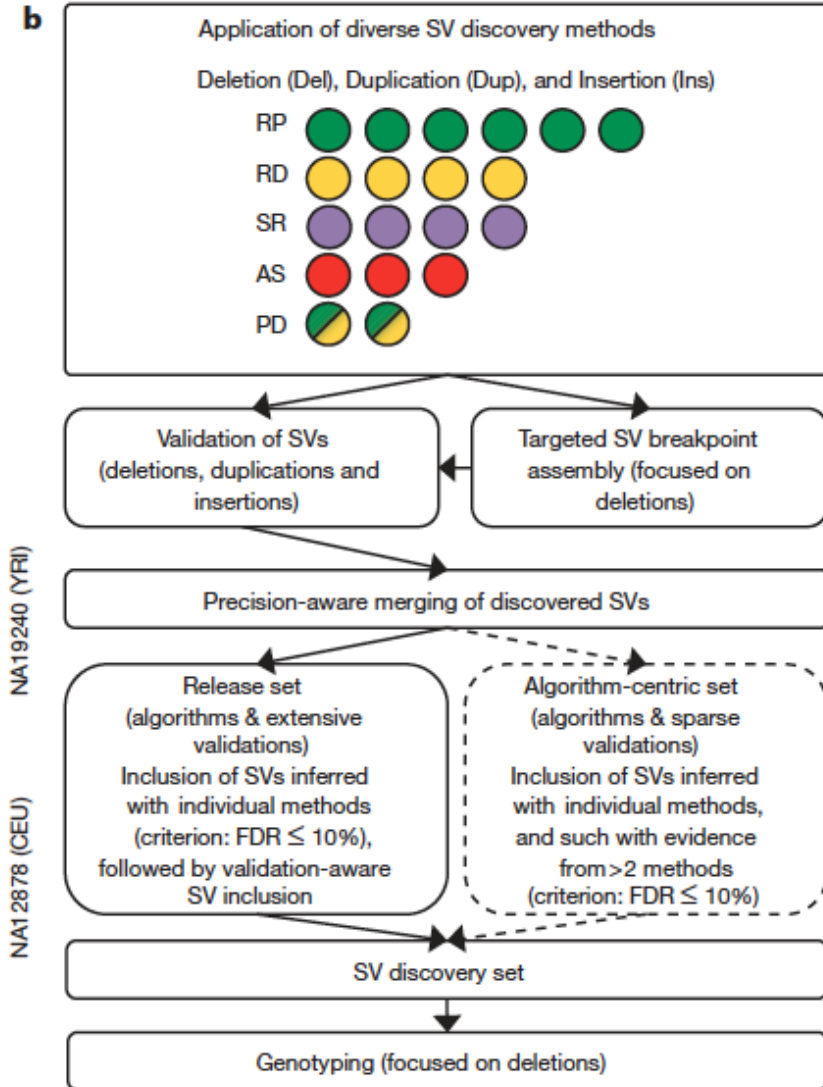 b
Application of diverse SV discovery methods
Deletion (Del), Duplication (Dup), and Insertion (Ins)
RP
RD
SR
AS
PD
Validation of SVs
(deletions, duplications and
insertions)
Targeted SV breakpoint
assembly (focused on
deletions)
NA19240 (YRI)
Precision-aware merging of discovered SVs
Release set
(algorithms & extensive
validations)
Inclusion of SVs inferred
with individual methods
(criterion: FDR ≤ 10%),
followed by validation-aware
SV inclusion
Algorithm-centric set
(algorithms & sparse
validations)
Inclusion of SVs inferred
with individual methods,
and such with evidence
from >2 methods
(criterion: FDR ≤ 10%)
NA12878 (CEU)
SV discovery set
Genotyping (focused on deletions)